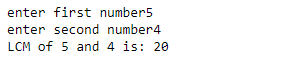 enter first number5
enter second number4
LCM of 5 and 4 is: 20